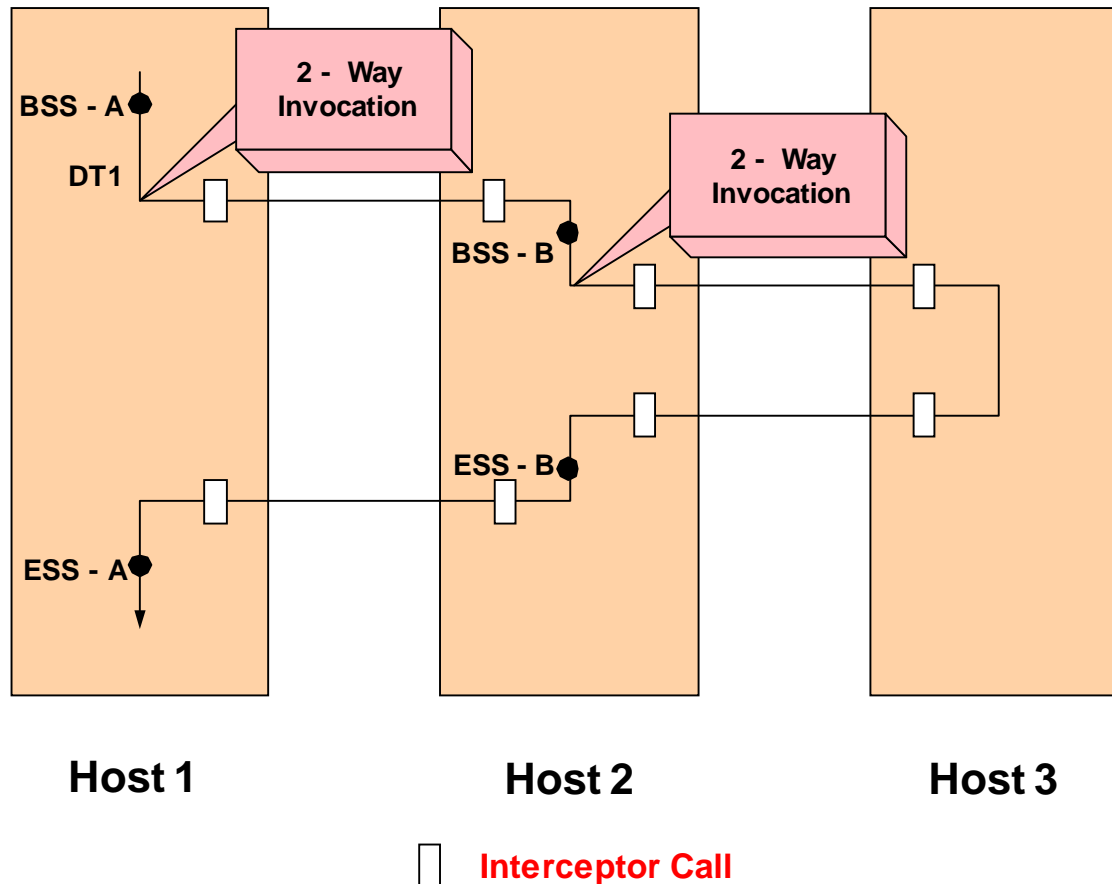 2 - Way
Invocation
BSS - A
DT1
2 - Way
Invocation
BSS - B
ESS - B
ESS - A
Host 1
Host 2
Host 3
Interceptor Call